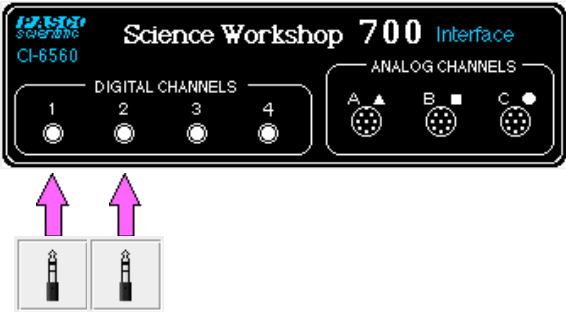 PASCO
scientific
Science Workshop 700 Interface
CI-6560
DIGITAL CHANNELS
1 2 3 4
ANALOG CHANNELS
A B C